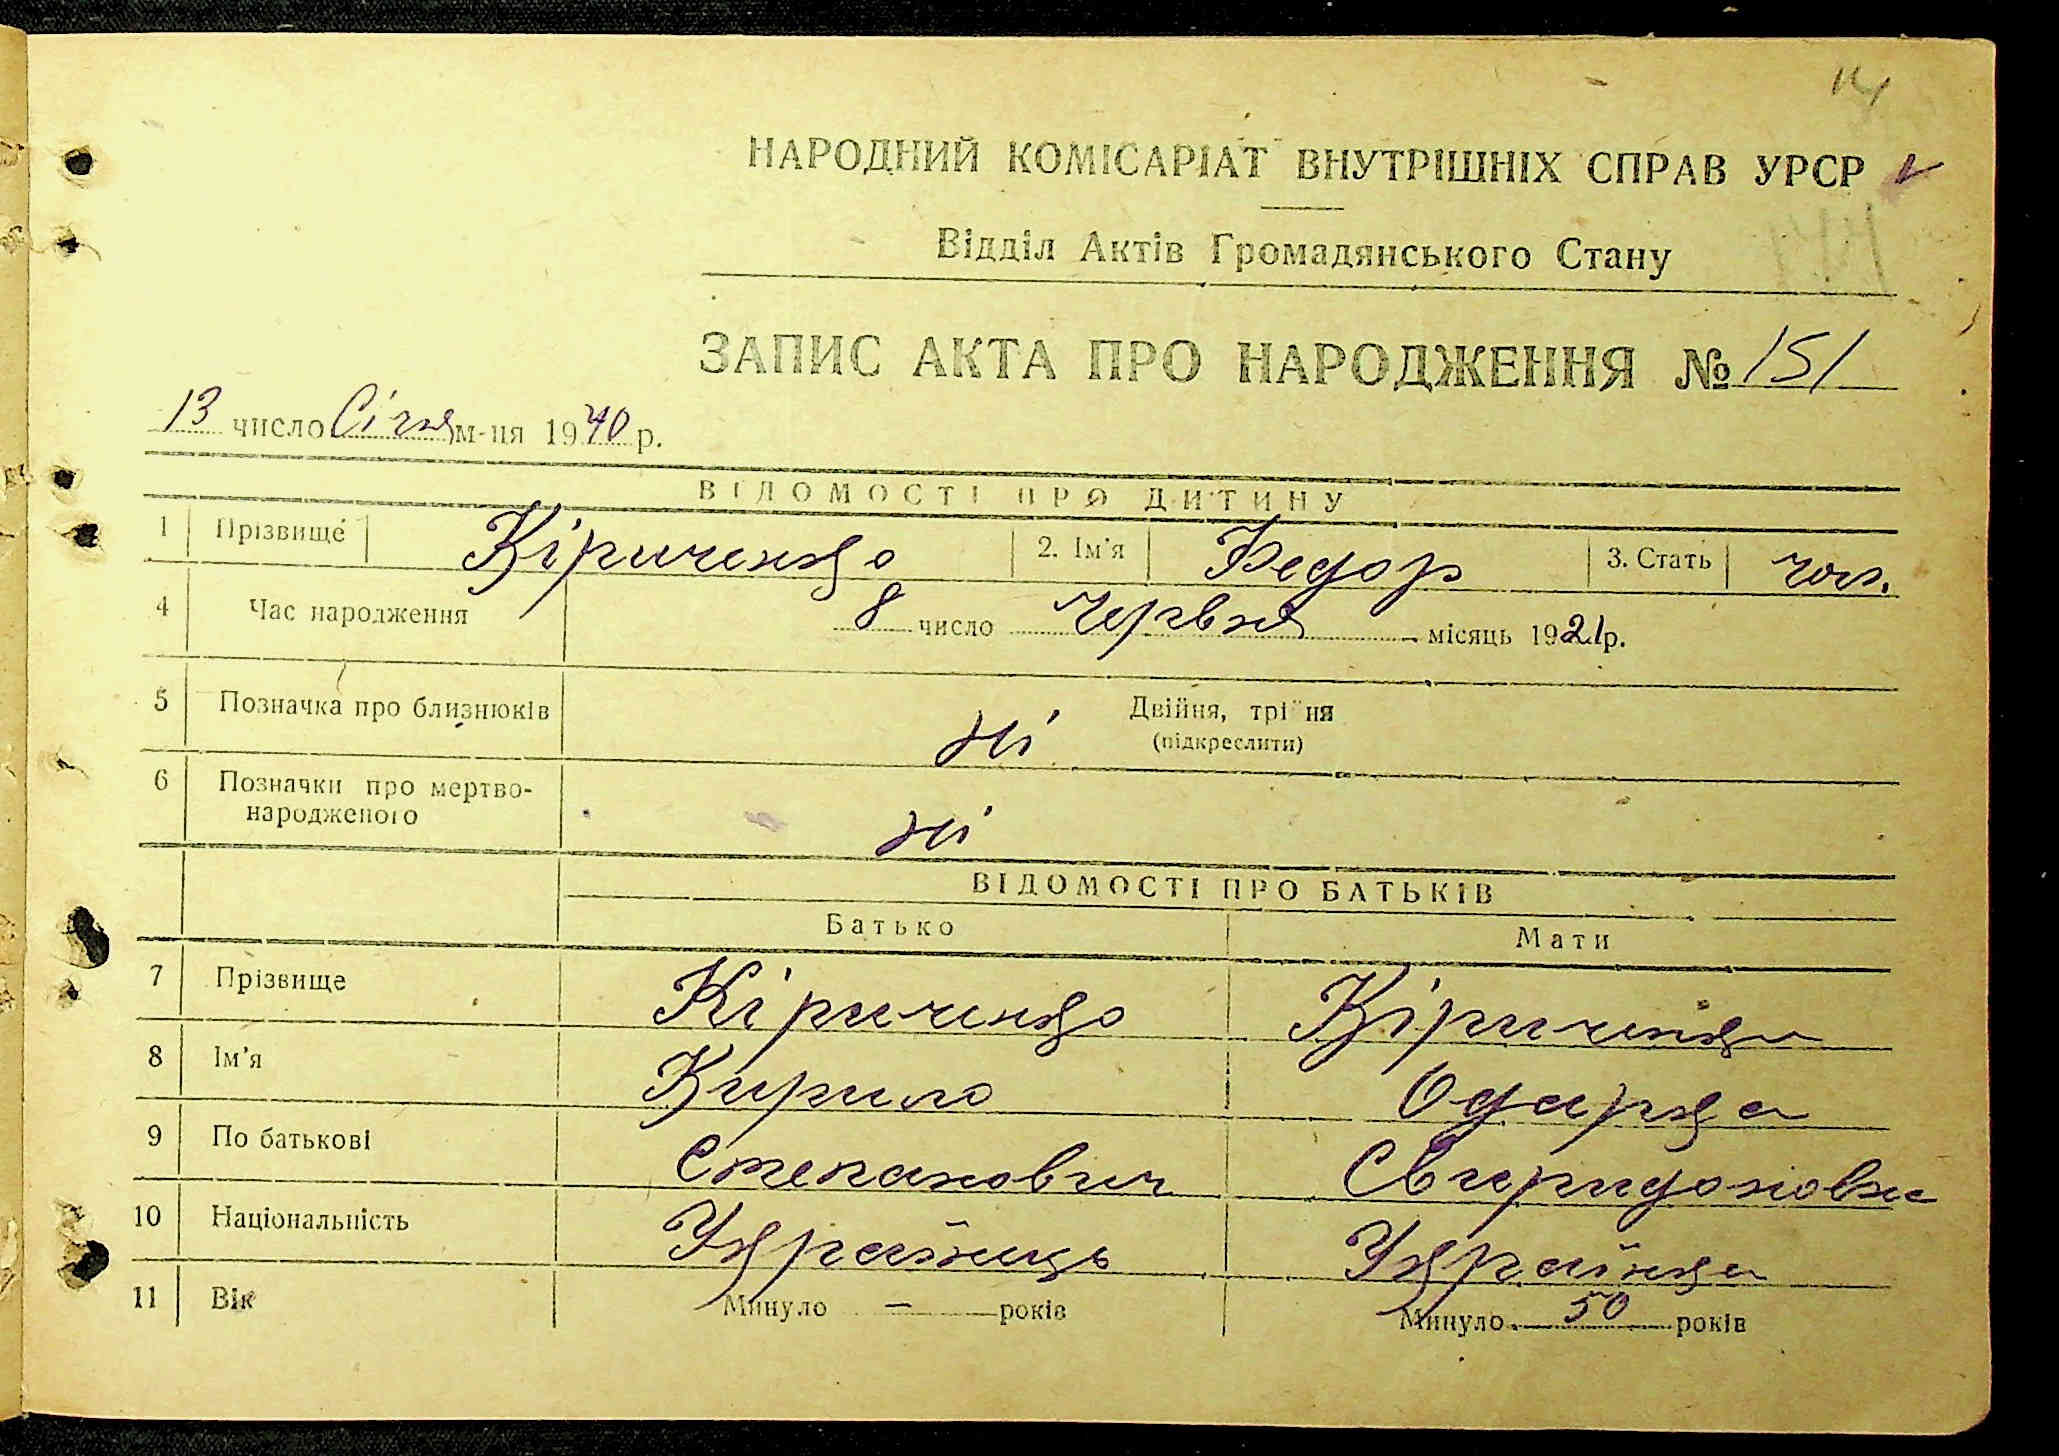 14
НАРОДНИЙ КОМІСАРІАТ ВНУТРІШНІХ СПРАВ УРСР
Відділ Актів Громадянського Стану
ЗАПИС АКТА ПРО НАРОДЖЕННЯ № 151
13 число Січня м-ця 1940 р.
ВІДОМОСТІ ПРО ДИТИНУ
1 Прізвище Кіриченко 2. Ім'я Федор 3. Стать чол.
4 Час народження 8 число червня місяць 1921 р.
5 Позначка про близнюків ні Двійня, трійня
(підкреслити)
6 Позначки про мертво-
народженого ні
ВІДОМОСТІ ПРО БАТЬКІВ
Батько Мати
7 Прізвище Кіриченко Кіриченко
8 Ім'я Кирило Одарка
9 По батькові Степанович Свиридоновна
10 Національність Українець Українка
11 Вік Минуло — років Минуло 50 років